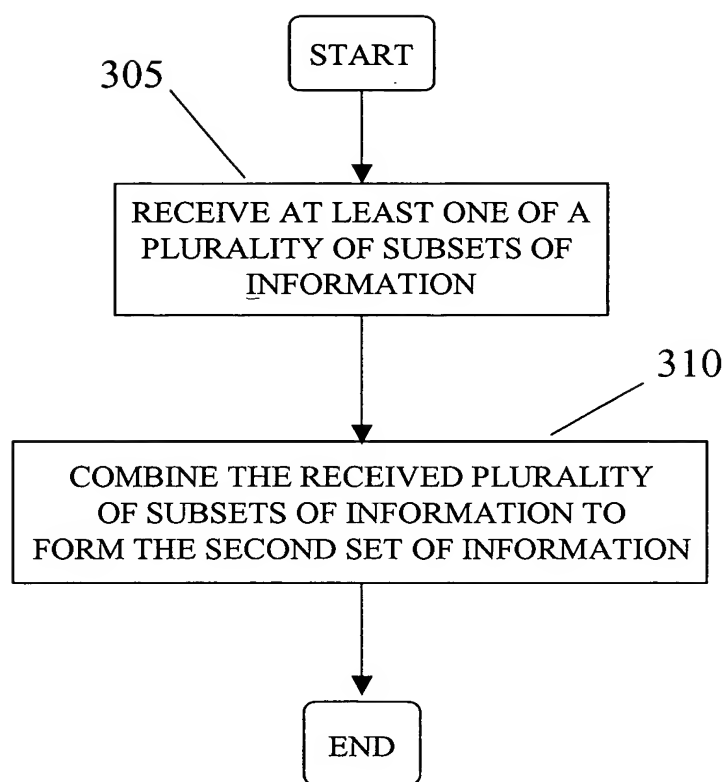 START
305
RECEIVE AT LEAST ONE OF A
PLURALITY OF SUBSETS OF
INFORMATION
310
COMBINE THE RECEIVED PLURALITY
OF SUBSETS OF INFORMATION TO
FORM THE SECOND SET OF INFORMATION
END